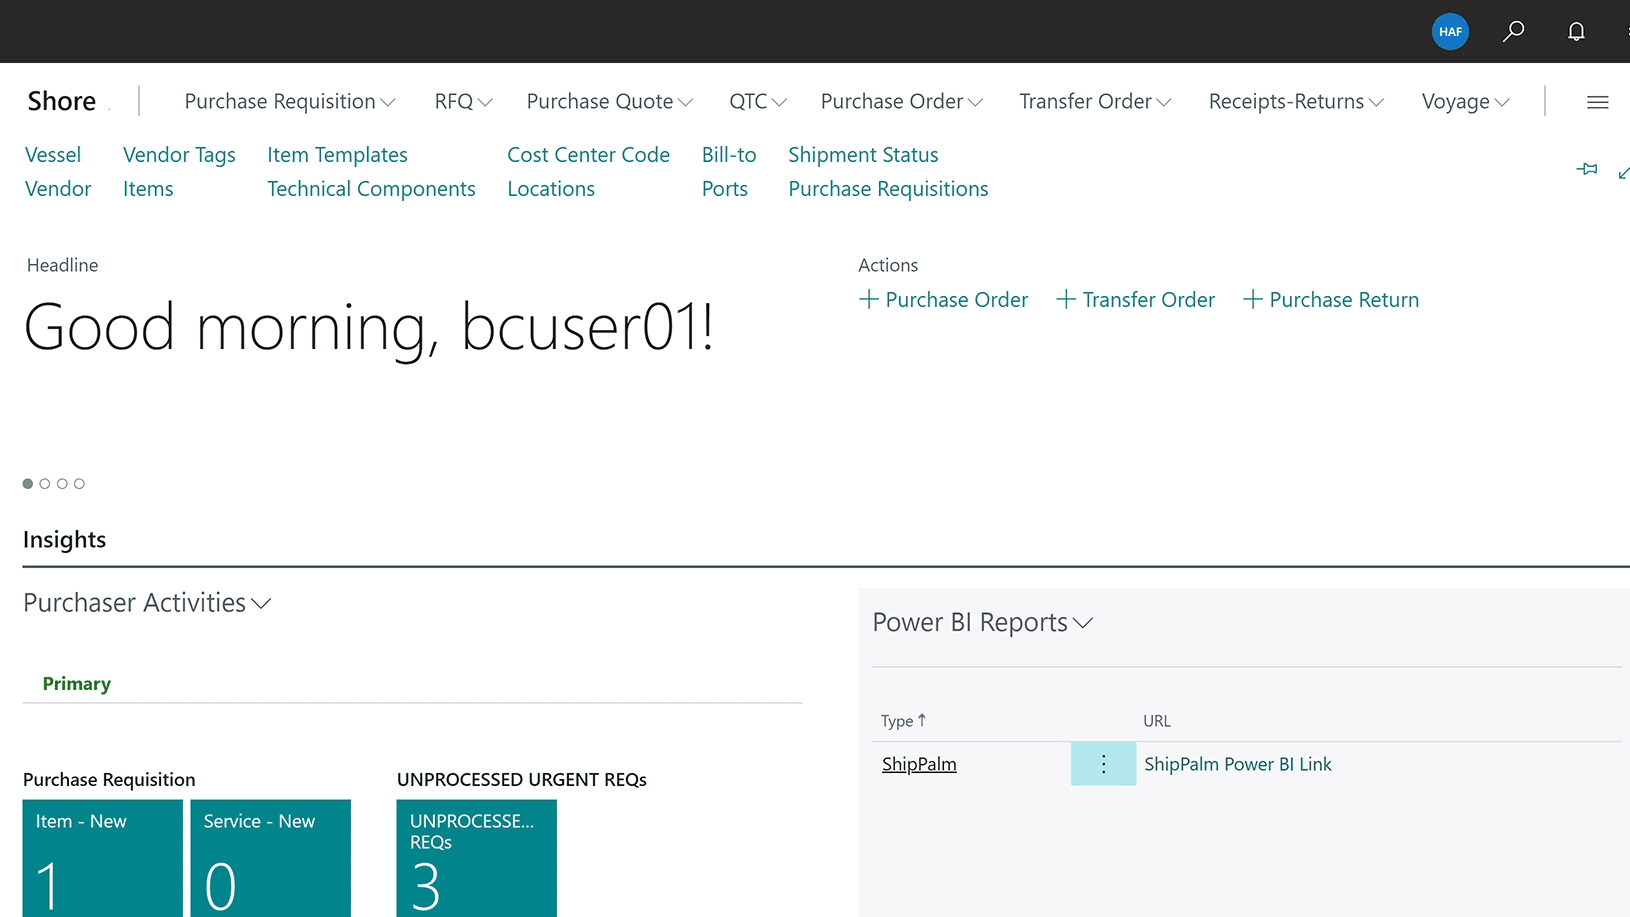 HAF
Shore
Purchase Requisition RFQ Purchase Quote QTC Purchase Order Transfer Order Receipts-Returns Voyage
Vessel Vendor Tags Item Templates Cost Center Code Bill-to Shipment Status
Vendor Items Technical Components Locations Ports Purchase Requisitions
Headline
Good morning, bcuser01!
Actions
+ Purchase Order + Transfer Order + Purchase Return
Insights
Purchaser Activities
Primary
Purchase Requisition
Item - New
1
Service - New
0
UNPROCESSED URGENT REQs
UNPROCESSE...
REQs
3
Power BI Reports
Type ↑ URL
ShipPalm ShipPalm Power BI Link